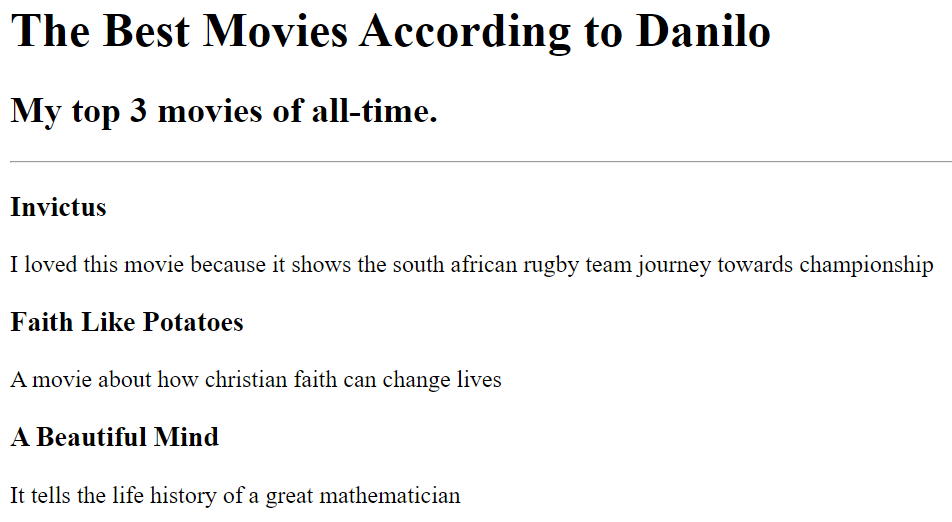 The Best Movies According to Danilo
My top 3 movies of all-time.
Invictus
I loved this movie because it shows the south african rugby team journey towards championship
Faith Like Potatoes
A movie about how christian faith can change lives
A Beautiful Mind
It tells the life history of a great mathematician